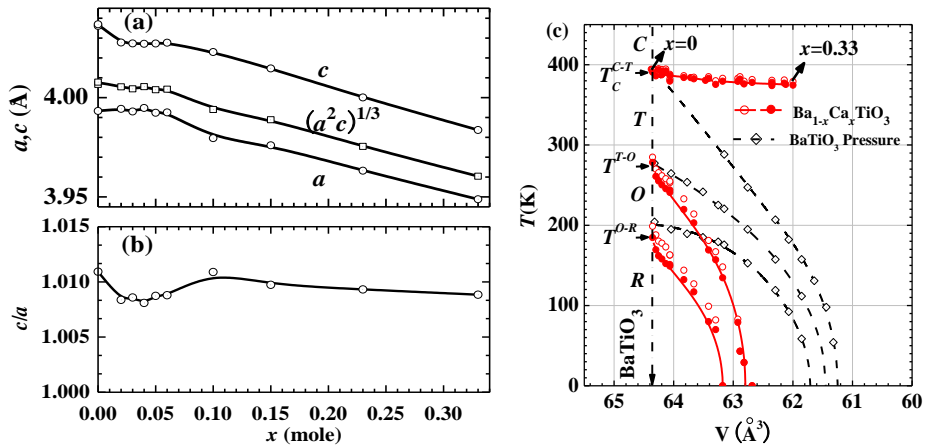 (a)
c
(a²c)^1/3
a
a,c (Å)
4.00
3.95
(b)
c/a
1.015
1.010
1.005
1.000
0.00 0.05 0.10 0.15 0.20 0.25 0.30
x (mole)
(c)
C
x=0
x=0.33
T_C^C-T
T
Ba1-xCaxTiO3
BaTiO3 Pressure
T^T-O
O
T^O-R
R
BaTiO3
T(K)
400
300
200
100
0
65 64 63 62 61 60
V (Å³)